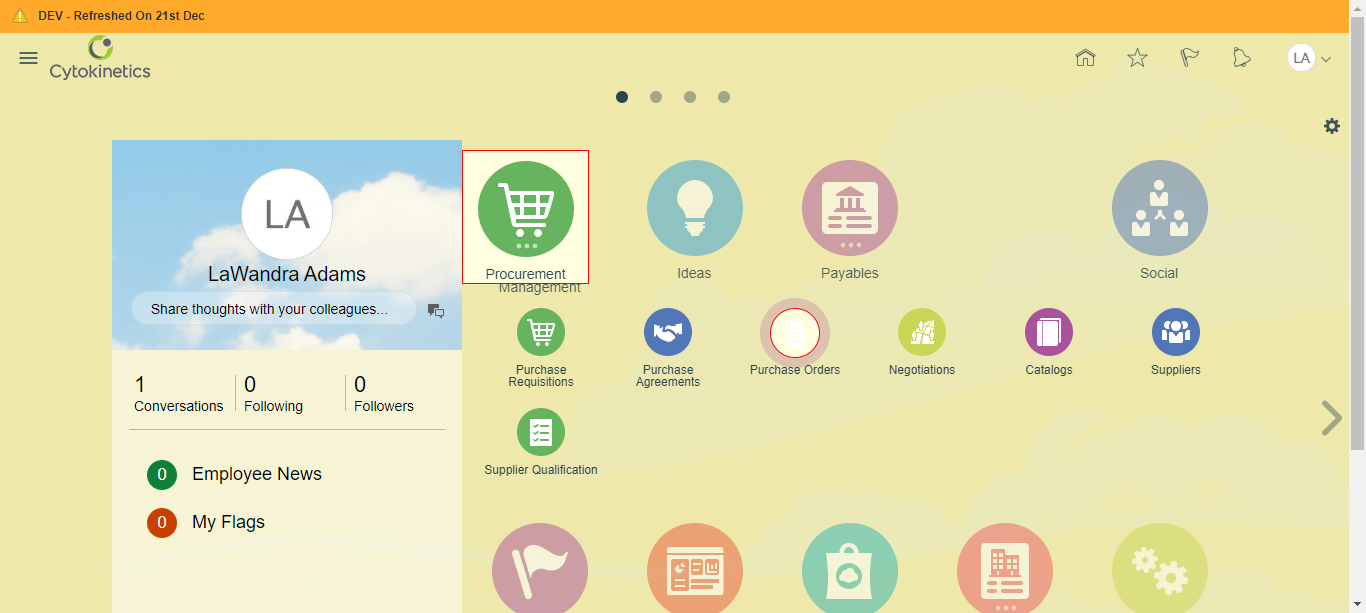 DEV - Refreshed On 21st Dec
Cytokinetics
LA
LA
LaWandra Adams
Share thoughts with your colleagues...
1
Conversations
0
Following
0
Followers
0 Employee News
0 My Flags
Procurement
Management
Ideas
Payables
Social
Purchase
Requisitions
Purchase
Agreements
Purchase Orders
Negotiations
Catalogs
Suppliers
Supplier Qualification